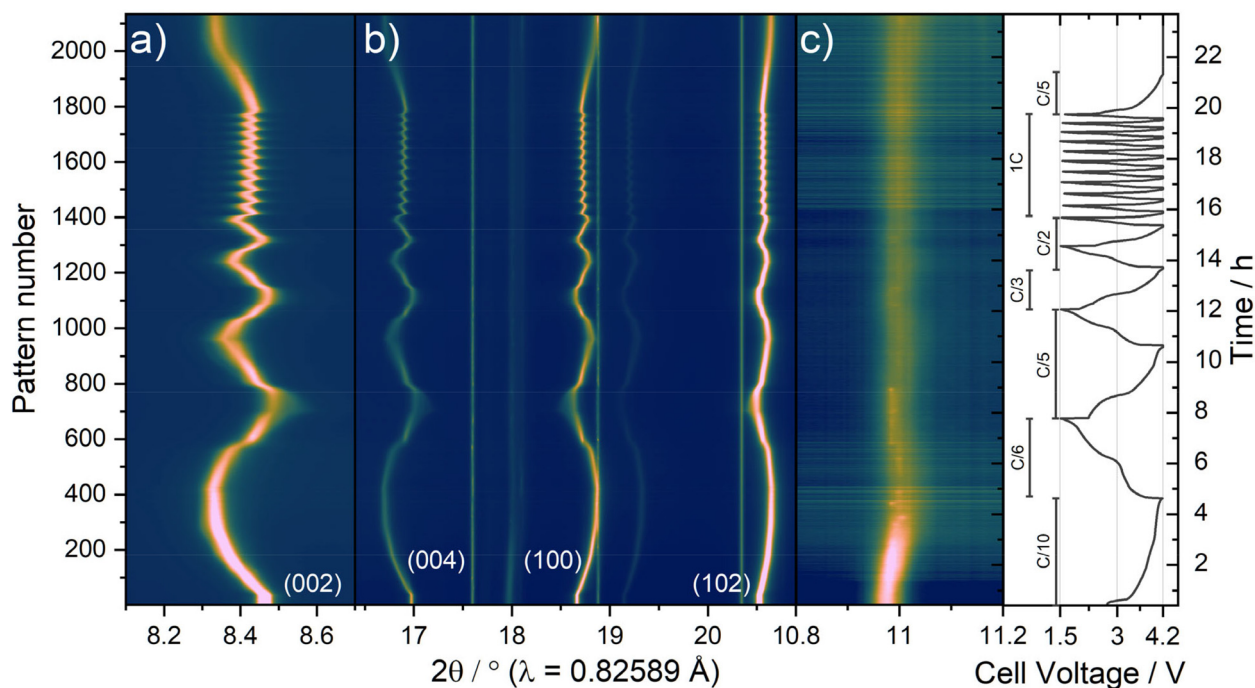 a)
b)
c)
Pattern number
2000
1800
1600
1400
1200
1000
800
600
400
200
(002)
(004)
(100)
(102)
8.2
8.4
8.6
17
18
19
20
10.8
11
11.2
1.5
3
4.2
2θ / ° (λ = 0.82589 Å)
Cell Voltage / V
C/5
1C
C/2
C/3
C/5
C/6
C/10
22
20
18
16
14
12
10
8
6
4
2
Time / h